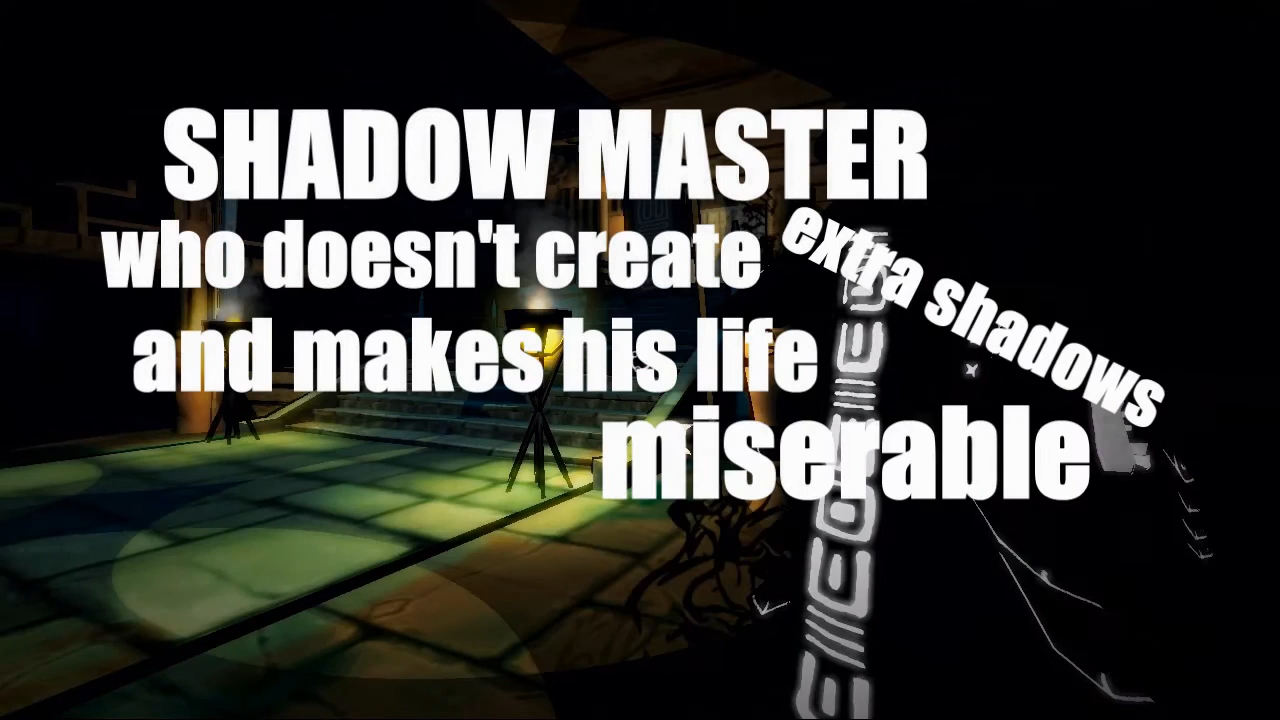 SHADOW MASTER
who doesn't create
extra shadows
and makes his life
miserable